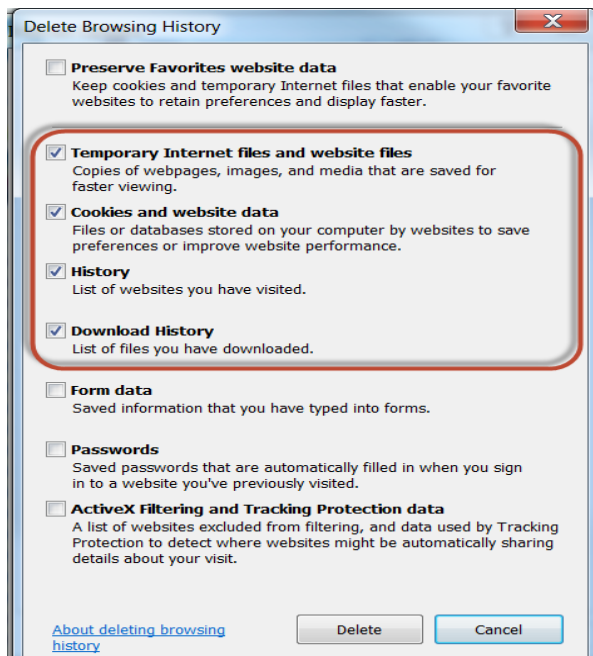 Delete Browsing History
Preserve Favorites website data
Keep cookies and temporary Internet files that enable your favorite
websites to retain preferences and display faster.
Temporary Internet files and website files
Copies of webpages, images, and media that are saved for
faster viewing.
Cookies and website data
Files or databases stored on your computer by websites to save
preferences or improve website performance.
History
List of websites you have visited.
Download History
List of files you have downloaded.
Form data
Saved information that you have typed into forms.
Passwords
Saved passwords that are automatically filled in when you sign
in to a website you've previously visited.
ActiveX Filtering and Tracking Protection data
A list of websites excluded from filtering, and data used by Tracking
Protection to detect where websites might be automatically sharing
details about your visit.
About deleting browsing
history
Delete
Cancel